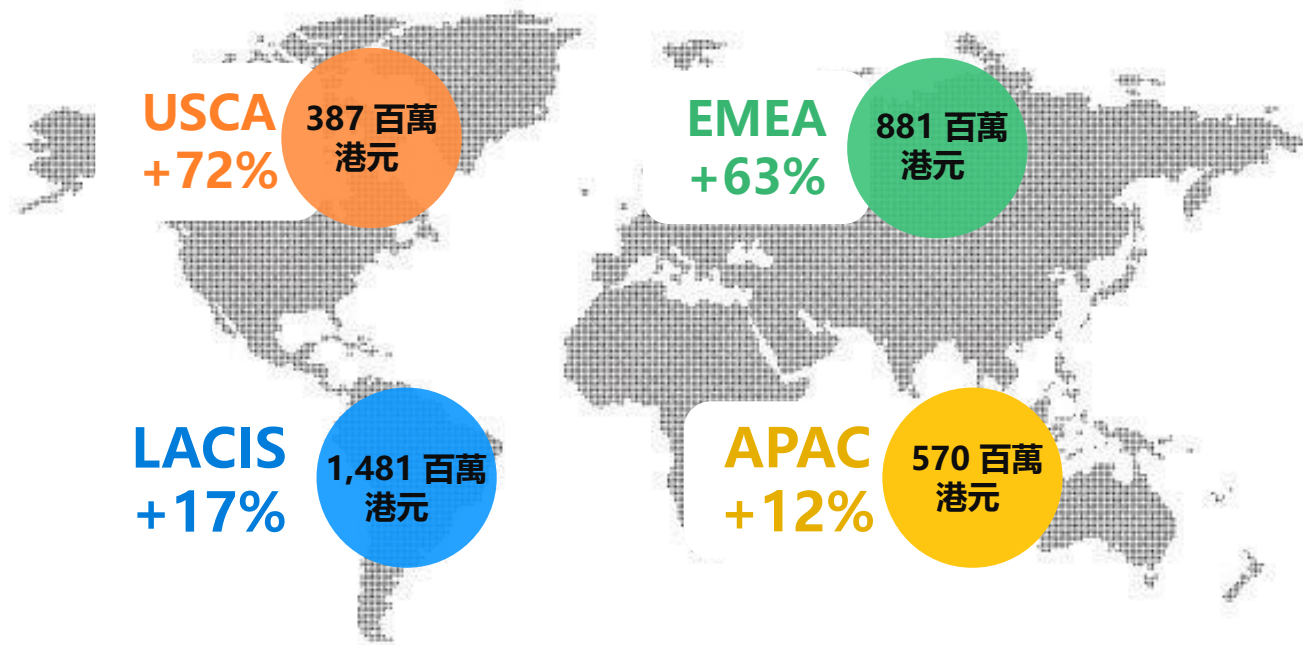 USCA
+72%
387 百萬
港元
EMEA
+63%
881 百萬
港元
LACIS
+17%
1,481 百萬
港元
APAC
+12%
570 百萬
港元